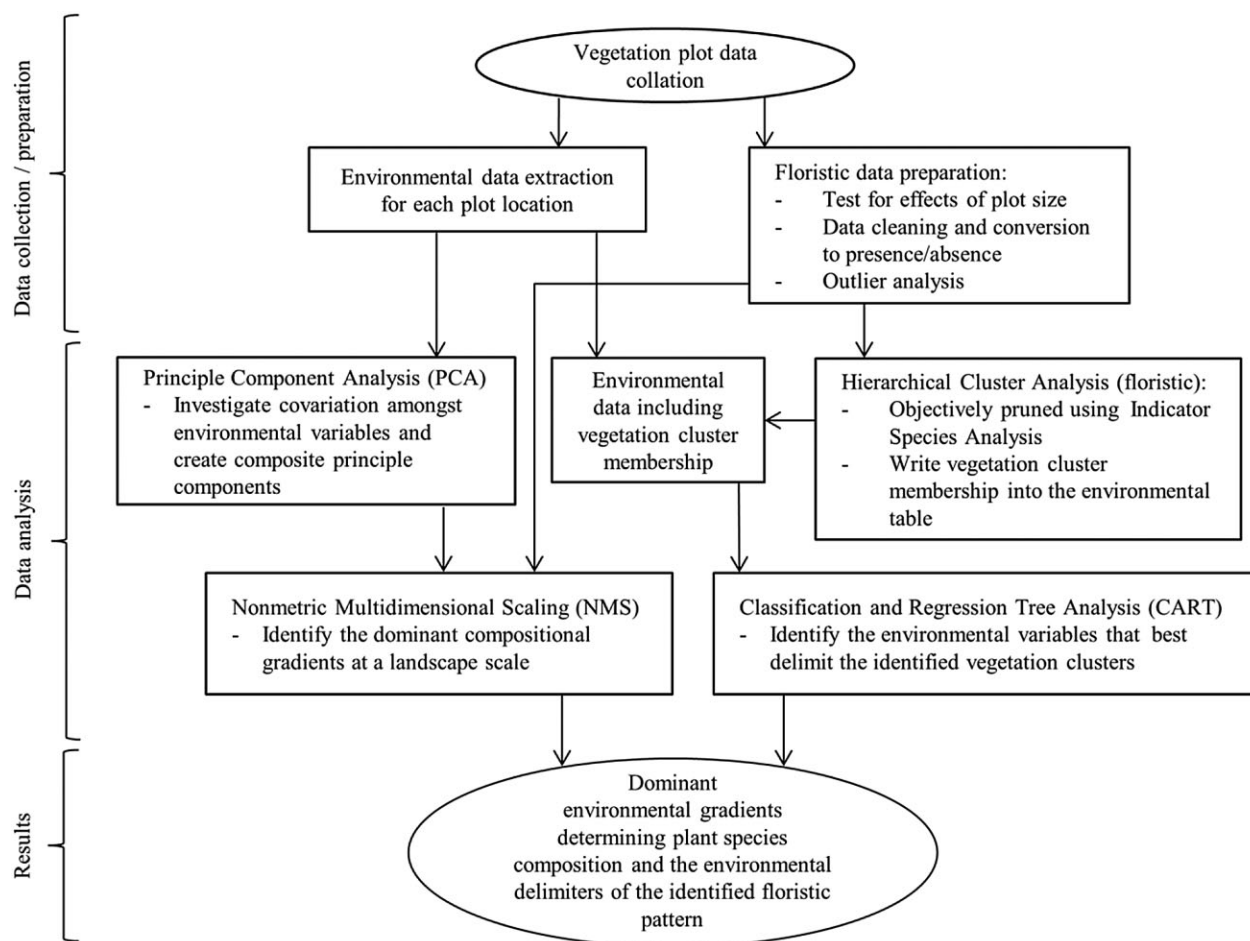 Data collection / preparation
Vegetation plot data
collation
Environmental data extraction
for each plot location
Floristic data preparation:
- Test for effects of plot size
- Data cleaning and conversion
to presence/absence
- Outlier analysis
Data analysis
Principle Component Analysis (PCA)
- Investigate covariation amongst
environmental variables and
create composite principle
components
Environmental
data including
vegetation cluster
membership
Hierarchical Cluster Analysis (floristic):
- Objectively pruned using Indicator
Species Analysis
- Write vegetation cluster
membership into the environmental
table
Nonmetric Multidimensional Scaling (NMS)
- Identify the dominant compositional
gradients at a landscape scale
Classification and Regression Tree Analysis (CART)
- Identify the environmental variables that best
delimit the identified vegetation clusters
Results
Dominant
environmental gradients
determining plant species
composition and the environmental
delimiters of the identified floristic
pattern